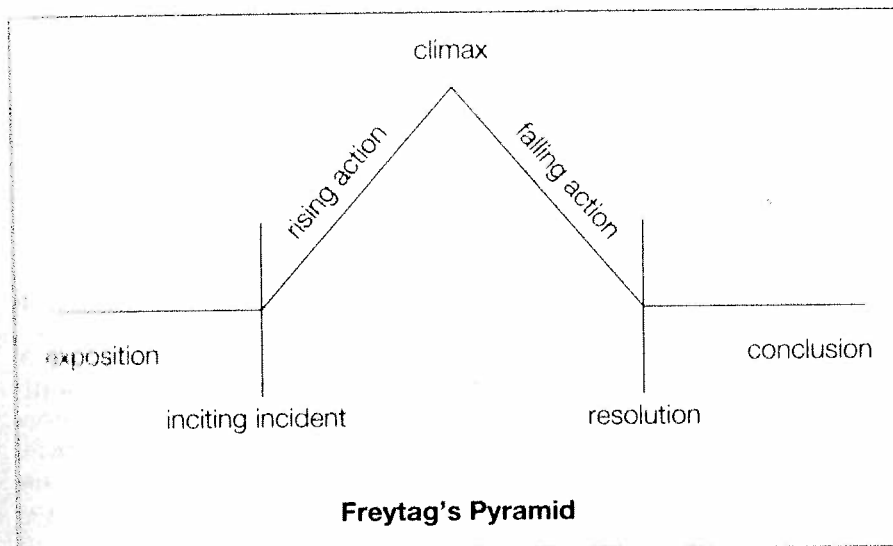 climax
rising action
falling action
exposition
conclusion
inciting incident
resolution
Freytag's Pyramid